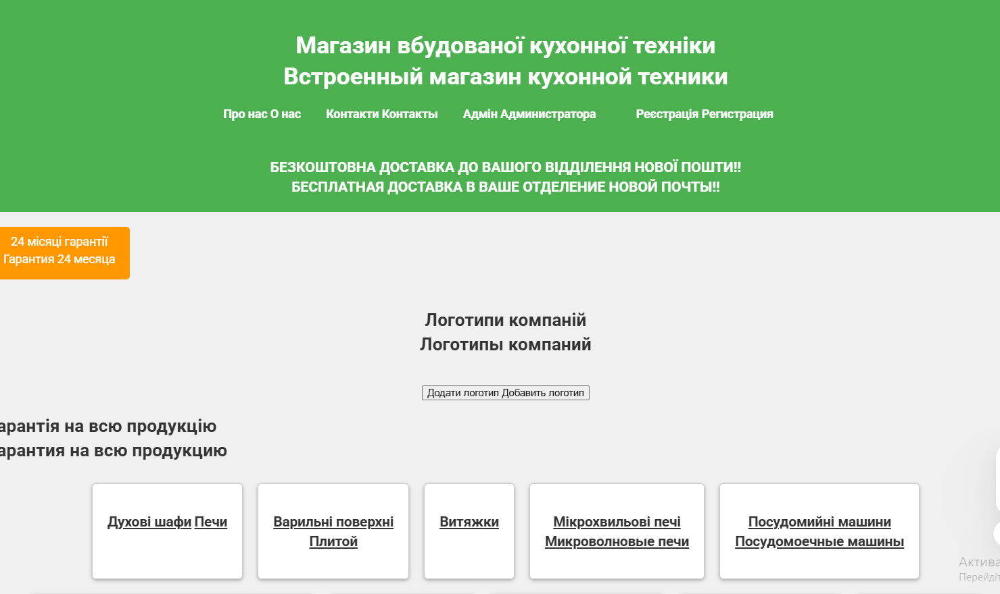 Магазин вбудованої кухонної техніки
Встроенный магазин кухонной техники
Про нас О нас
Контакти Контакты
Адмін Администратора
Реєстрація Регистрация
БЕЗКОШТОВНА ДОСТАВКА ДО ВАШОГО ВІДДІЛЕННЯ НОВОЇ ПОШТИ!!
БЕСПЛАТНАЯ ДОСТАВКА В ВАШЕ ОТДЕЛЕНИЕ НОВОЙ ПОЧТЫ!!
24 місяці гарантії
Гарантия 24 месяца
Логотипи компаній
Логотипы компаний
Додати логотип Добавить логотип
арантія на всю продукцію
арантия на всю продукцию
Духові шафи Печи
Варильні поверхні
Плитой
Витяжки
Мікрохвильові печі
Микроволновые печи
Посудомийні машини
Посудомоечные машины
Актива
Перейдіт